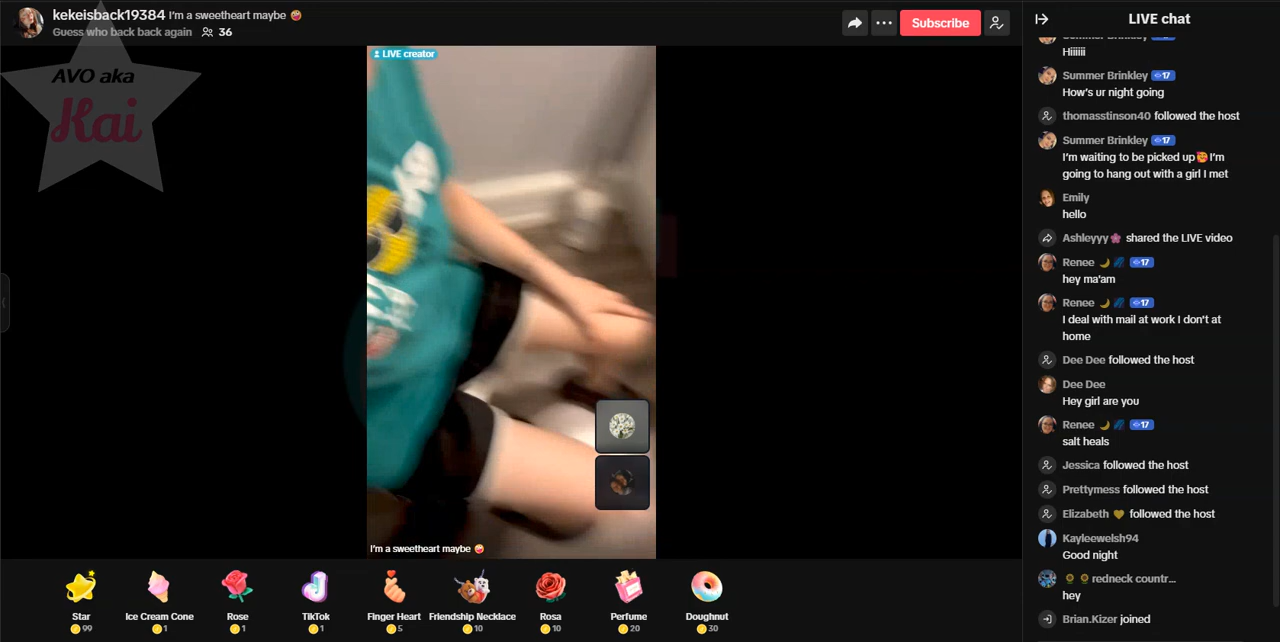 kekeisback19384 I'm a sweetheart maybe 🤪
Guess who back back again 36
Subscribe
LIVE chat
AVO aka
Kai
LIVE creator
I'm a sweetheart maybe 🤪
Summer Brinkley 17
Hiiiiii
Summer Brinkley 17
How's ur night going
thomasstinson40 followed the host
Summer Brinkley 17
I'm waiting to be picked up🥰I'm
going to hang out with a girl I met
Emily
hello
Ashleyyy🌸 shared the LIVE video
Renee 🌙 17
hey ma'am
Renee 🌙 17
I deal with mail at work I don't at
home
Dee Dee followed the host
Dee Dee
Hey girl are you
Renee 🌙 17
salt heals
Jessica followed the host
Prettymess followed the host
Elizabeth 💛 followed the host
Kayleewelsh94
Good night
🌻🌻redneck countr...
hey
Brian.Kizer joined
Star
99
Ice Cream Cone
1
Rose
1
TikTok
1
Finger Heart
5
Friendship Necklace
10
Rosa
10
Perfume
20
Doughnut
30